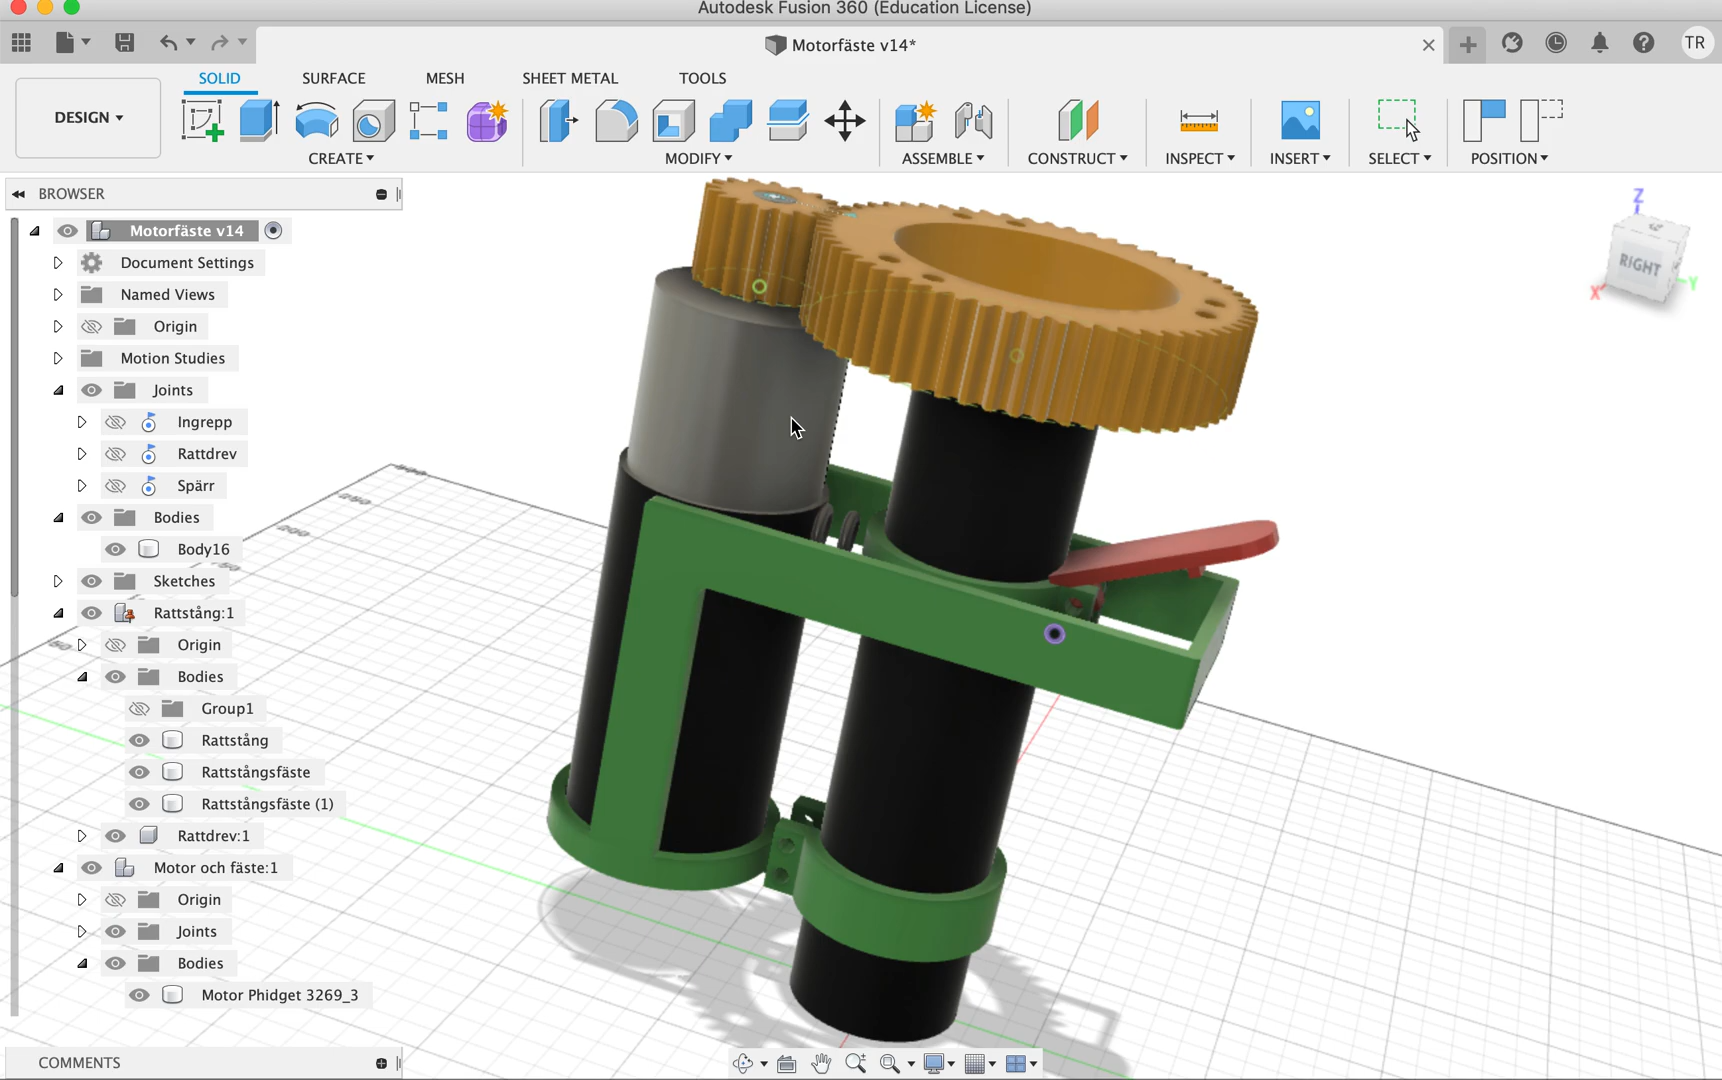 Autodesk Fusion 360 (Education License)
Motorfäste v14*
TR
SOLID SURFACE MESH SHEET METAL TOOLS
DESIGN
CREATE MODIFY ASSEMBLE CONSTRUCT INSPECT INSERT SELECT POSITION
BROWSER
Motorfäste v14
Document Settings
Named Views
Origin
Motion Studies
Joints
Ingrepp
Rattdrev
Spärr
Bodies
Body16
Sketches
Rattstång:1
Origin
Bodies
Group1
Rattstång
Rattstångsfäste
Rattstångsfäste (1)
Rattdrev:1
Motor och fäste:1
Origin
Joints
Bodies
Motor Phidget 3269_3
COMMENTS
Z
RIGHT
X
Y